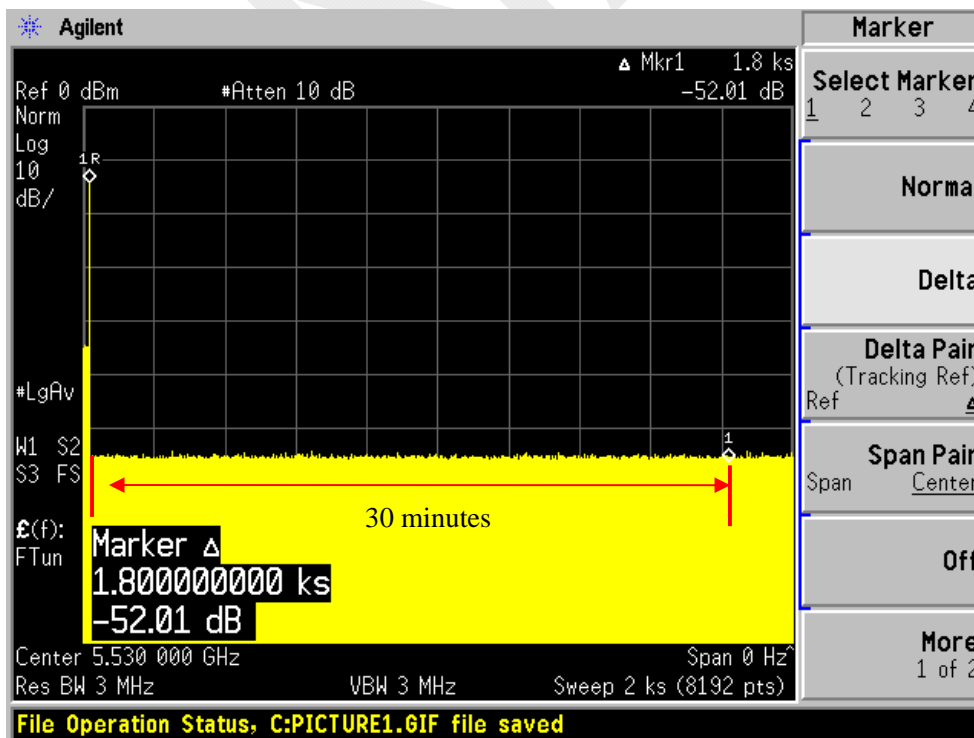 Agilent
Marker
Δ Mkr1 1.8 ks
Ref 0 dBm #Atten 10 dB -52.01 dB
Norm
Log
10
dB/
1R
#LgAv
1
W1 S2
S3 FS
30 minutes
£(f):
FTun
Marker Δ
1.800000000 ks
-52.01 dB
Center 5.530 000 GHz Span 0 Hz^
Res BW 3 MHz VBW 3 MHz Sweep 2 ks (8192 pts)
File Operation Status, C:PICTURE1.GIF file saved
Select Marker
1 2 3 4
Norma
Delta
Delta Pair
(Tracking Ref)
Ref Δ
Span Pair
Span Center
Off
More
1 of 2